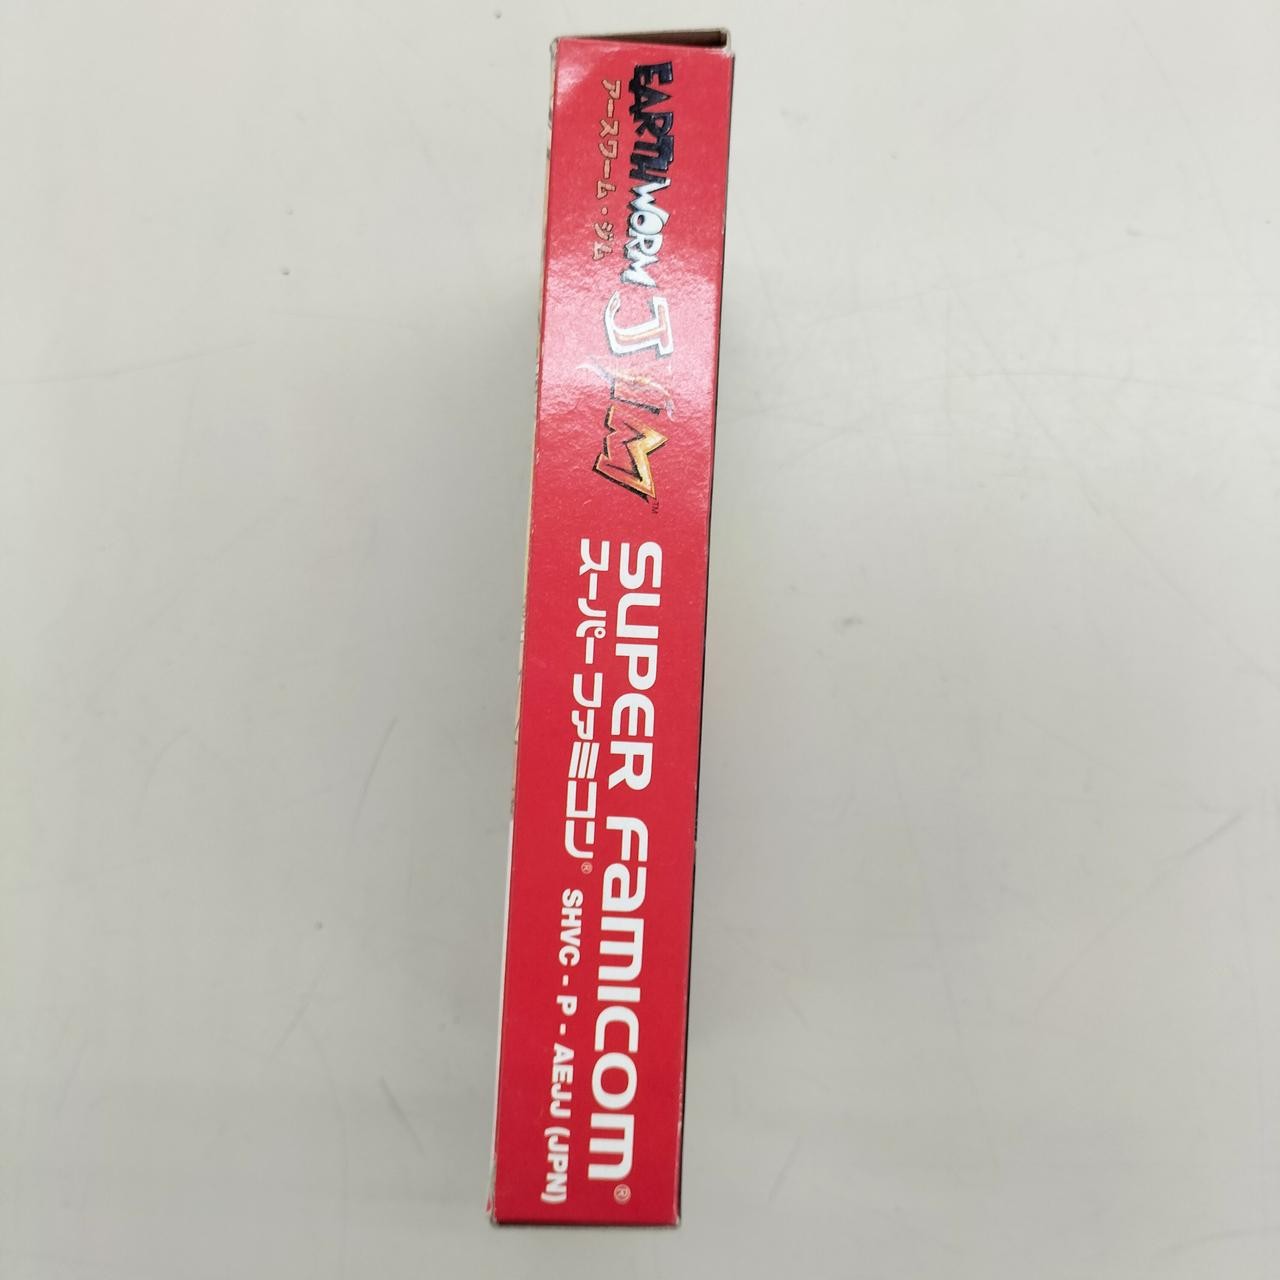 EARTHWORM JIM™
アースワーム・ジム
SUPER FAMICOM®
スーパーファミコン® SHVC - P - AEJJ (JPN)